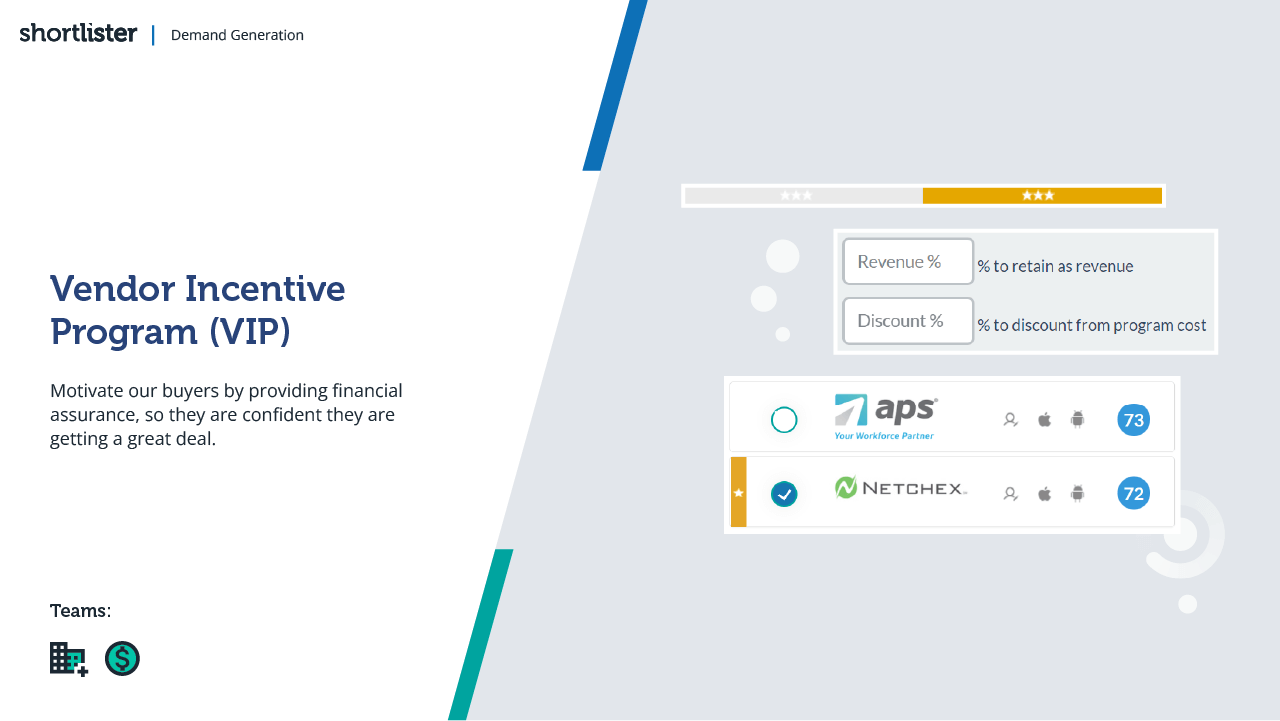 shortlister | Demand Generation
Vendor Incentive
Program (VIP)
Motivate our buyers by providing financial
assurance, so they are confident they are
getting a great deal.
Teams:
Revenue % % to retain as revenue
Discount % % to discount from program cost
aps®
Your Workforce Partner
73
NETCHEX
72